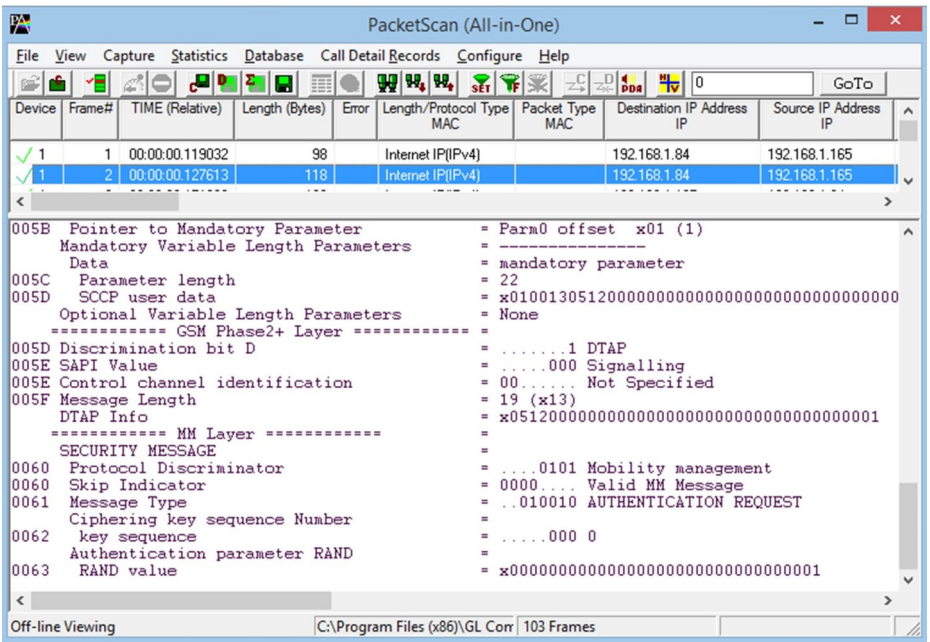 PacketScan (All-in-One)
File View Capture Statistics Database Call Detail Records Configure Help
0 GoTo
Device Frame# TIME (Relative) Length (Bytes) Error Length/Protocol Type MAC Packet Type MAC Destination IP Address IP Source IP Address IP
1 1 00:00:00.119032 98 Internet IP(IPv4) 192.168.1.84 192.168.1.165
1 2 00:00:00.127613 118 Internet IP(IPv4) 192.168.1.84 192.168.1.165
005B Pointer to Mandatory Parameter = Parm0 offset x01 (1)
Mandatory Variable Length Parameters = ---------------
Data = mandatory parameter
005C Parameter length = 22
005D SCCP user data
Optional Variable Length Parameters = None
============ GSM Phase2+ Layer ============ =
005D Discrimination bit D = .......1 DTAP
005E SAPI Value = .....000 Signalling
005E Control channel identification = 00...... Not Specified
005F Message Length = 19 (x13)
DTAP Info = x0512000000000000000000000000000000000001
============ MM Layer ============ =
SECURITY MESSAGE =
0060 Protocol Discriminator = ....0101 Mobility management
0060 Skip Indicator = 0000.... Valid MM Message
0061 Message Type = ..010010 AUTHENTICATION REQUEST
Ciphering key sequence Number =
0062 key sequence = .....000 0
Authentication parameter RAND =
0063 RAND value = x00000000000000000000000000000001
Off-line Viewing C:\Program Files (x86)\GL Com 103 Frames